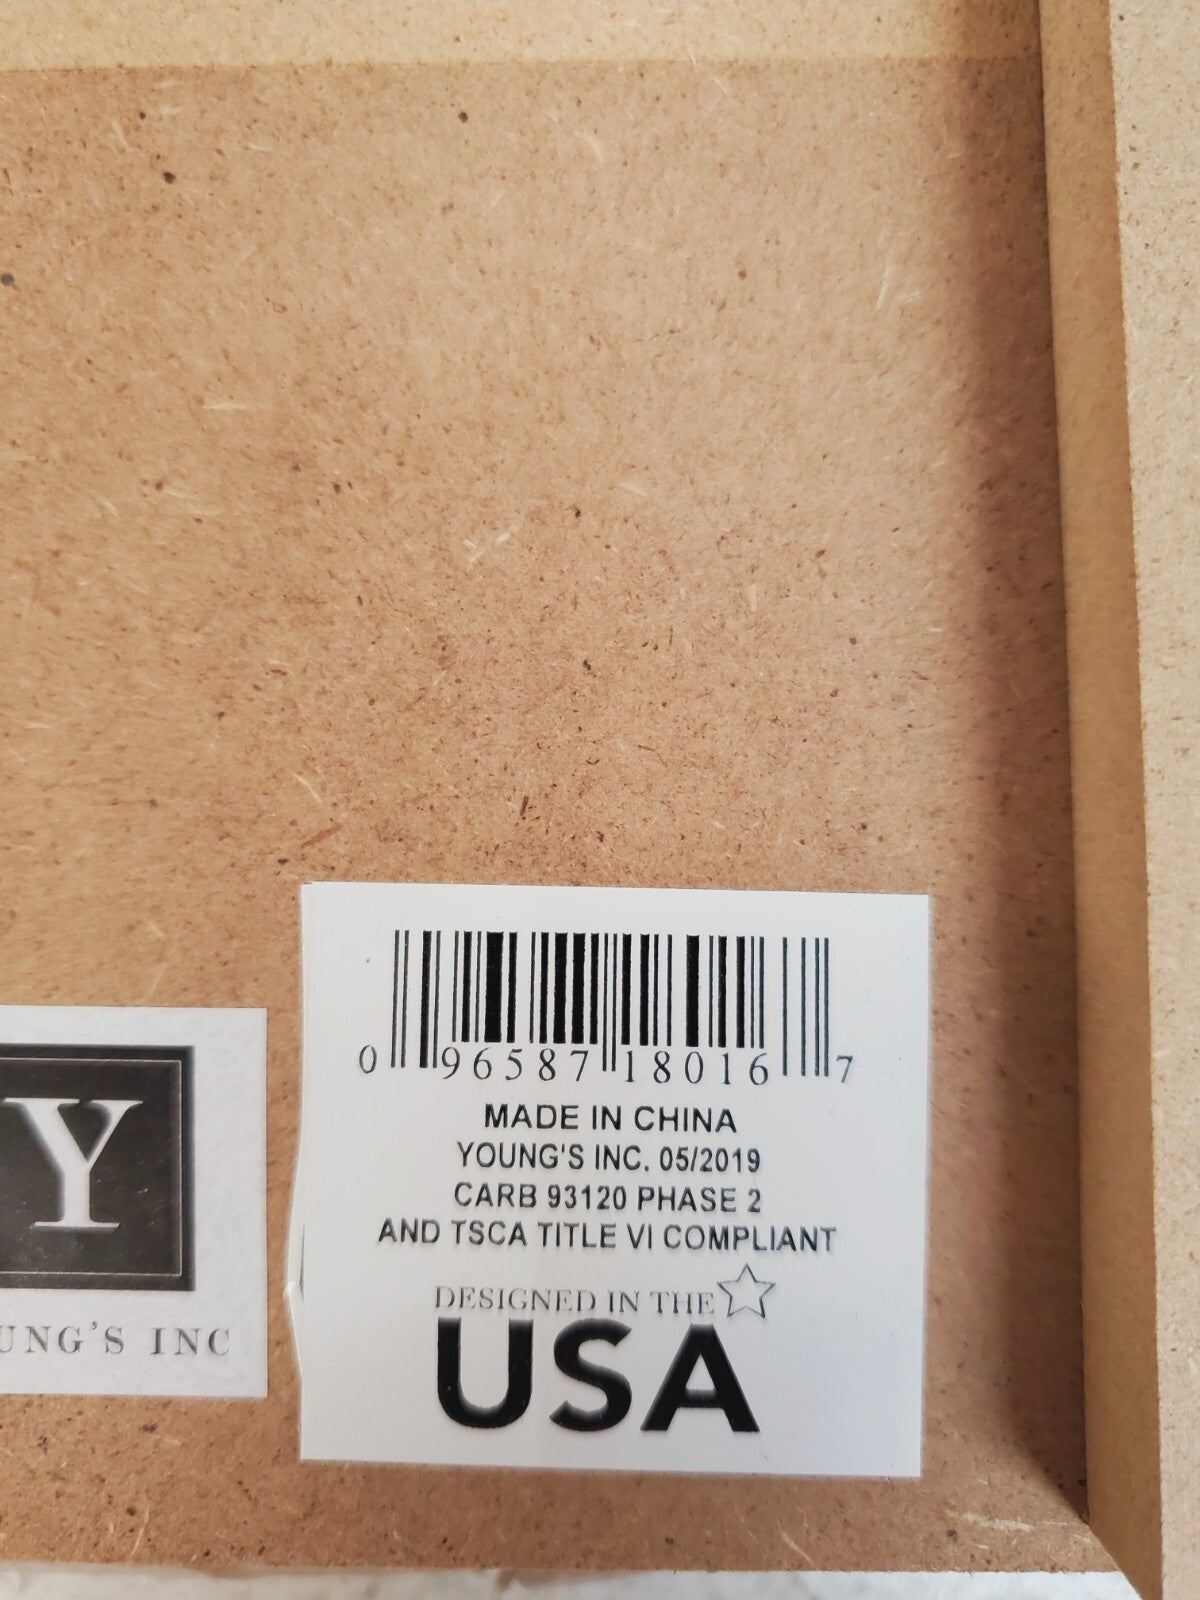 0 96587 18016 7
MADE IN CHINA
YOUNG'S INC. 05/2019
CARB 93120 PHASE 2
AND TSCA TITLE VI COMPLIANT
DESIGNED IN THE
USA
Y
UNG'S INC